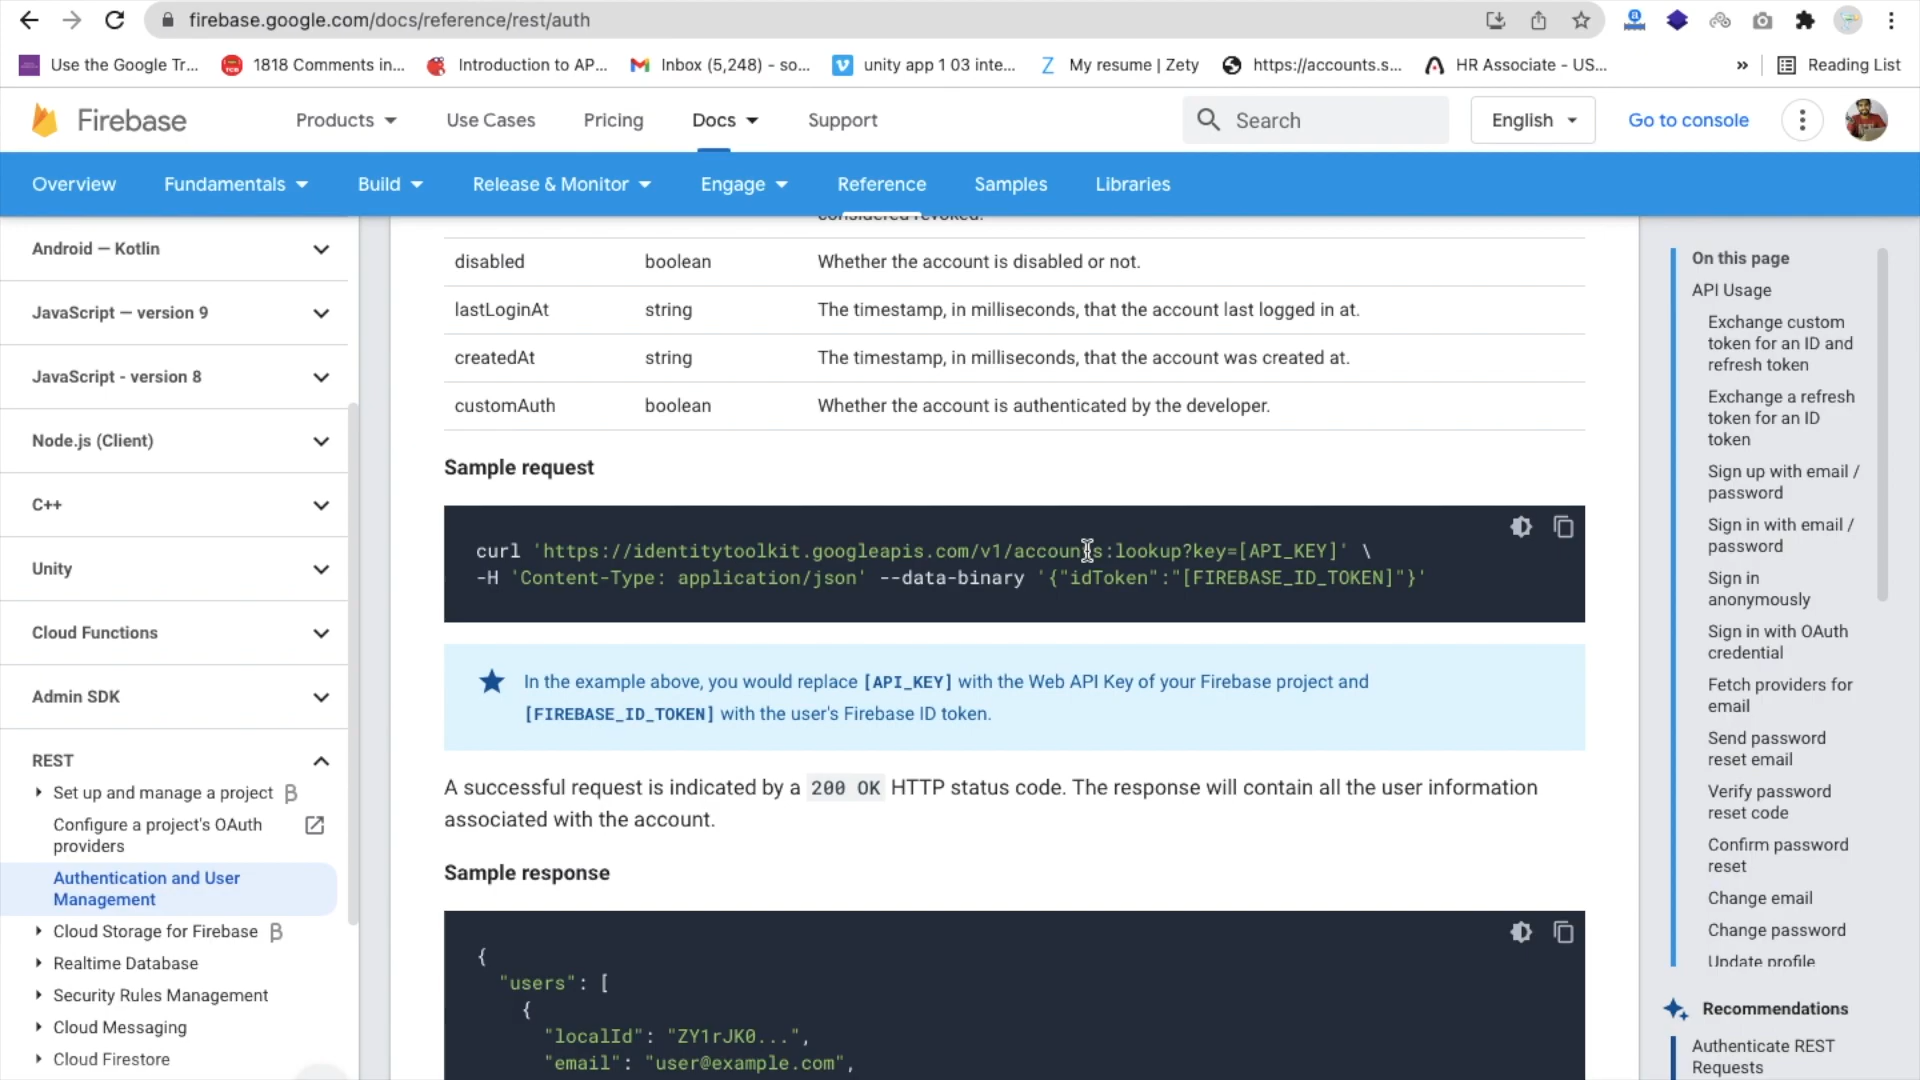 firebase.google.com/docs/reference/rest/auth
Use the Google Tr... 1818 Comments in... Introduction to AP... Inbox (5,248) - so... unity app 1 03 inte... My resume | Zety https://accounts.s... HR Associate - US... » Reading List
Firebase Products Use Cases Pricing Docs Support Search English Go to console
Overview Fundamentals Build Release & Monitor Engage Reference Samples Libraries
Android — Kotlin
JavaScript — version 9
JavaScript - version 8
Node.js (Client)
C++
Unity
Cloud Functions
Admin SDK
REST
Set up and manage a project
Configure a project's OAuth
providers
Authentication and User
Management
Cloud Storage for Firebase
Realtime Database
Security Rules Management
Cloud Messaging
Cloud Firestore
considered revoked.
disabled boolean Whether the account is disabled or not.
lastLoginAt string The timestamp, in milliseconds, that the account last logged in at.
createdAt string The timestamp, in milliseconds, that the account was created at.
customAuth boolean Whether the account is authenticated by the developer.
Sample request
curl 'https://identitytoolkit.googleapis.com/v1/accounts:lookup?key=[API_KEY]' \
-H 'Content-Type: application/json' --data-binary '{"idToken":"[FIREBASE_ID_TOKEN]"}'
In the example above, you would replace [API_KEY] with the Web API Key of your Firebase project and
[FIREBASE_ID_TOKEN] with the user's Firebase ID token.
A successful request is indicated by a 200 OK HTTP status code. The response will contain all the user information
associated with the account.
Sample response
{
"users": [
{
"localId": "ZY1rJK0...",
"email": "user@example.com",
On this page
API Usage
Exchange custom
token for an ID and
refresh token
Exchange a refresh
token for an ID
token
Sign up with email /
password
Sign in with email /
password
Sign in
anonymously
Sign in with OAuth
credential
Fetch providers for
email
Send password
reset email
Verify password
reset code
Confirm password
reset
Change email
Change password
Update profile
Recommendations
Authenticate REST
Requests